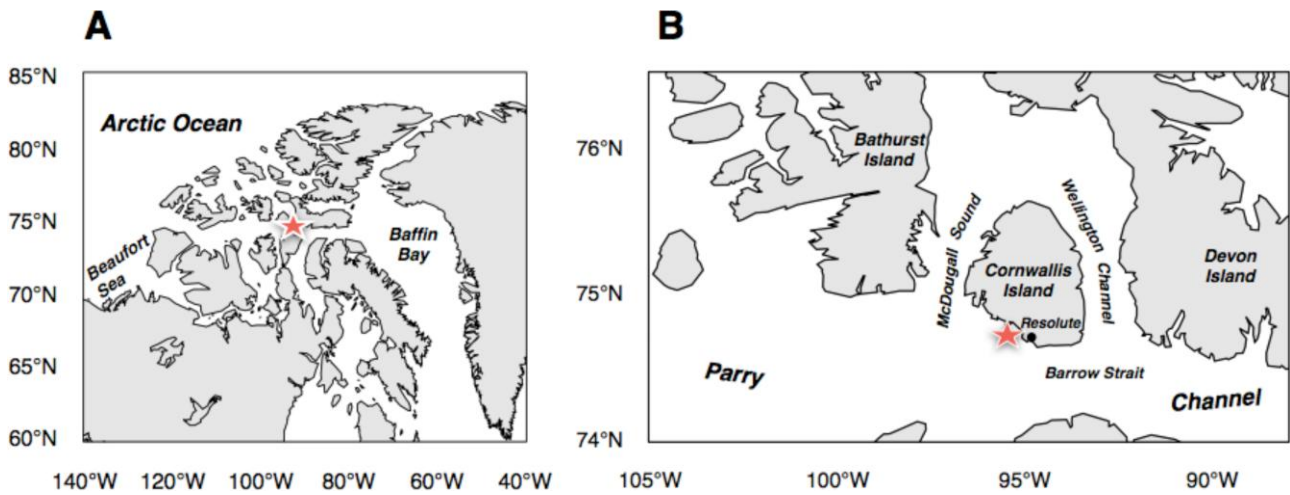 A
B
85°N
80°N
75°N
70°N
65°N
60°N
140°W
120°W
100°W
80°W
60°W
40°W
Arctic Ocean
Beaufort
Sea
Baffin
Bay
76°N
75°N
74°N
105°W
100°W
95°W
90°W
Bathurst
Island
McDougall Sound
Wellington Channel
Cornwallis
Island
Resolute
Devon
Island
Parry
Barrow Strait
Channel